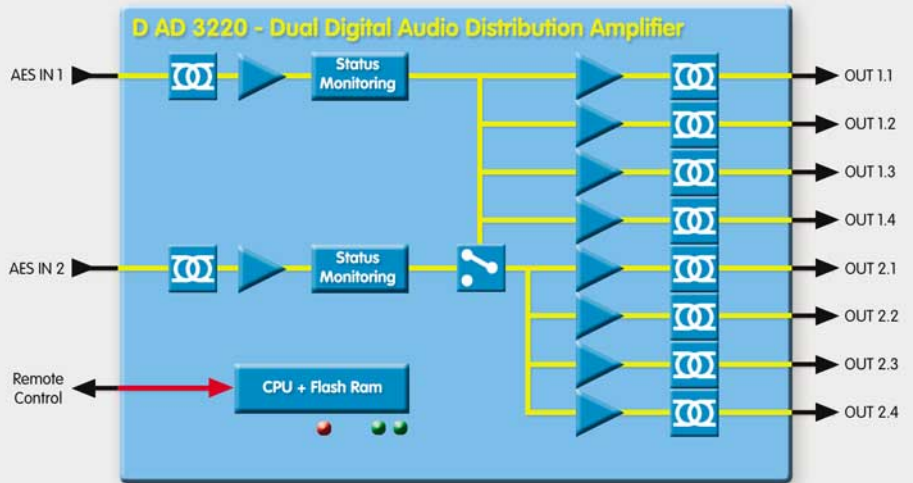 D AD 3220 - Dual Digital Audio Distribution Amplifier
AES IN 1
Status
Monitoring
OUT 1.1
OUT 1.2
OUT 1.3
OUT 1.4
AES IN 2
Status
Monitoring
OUT 2.1
OUT 2.2
OUT 2.3
OUT 2.4
Remote
Control
CPU + Flash Ram